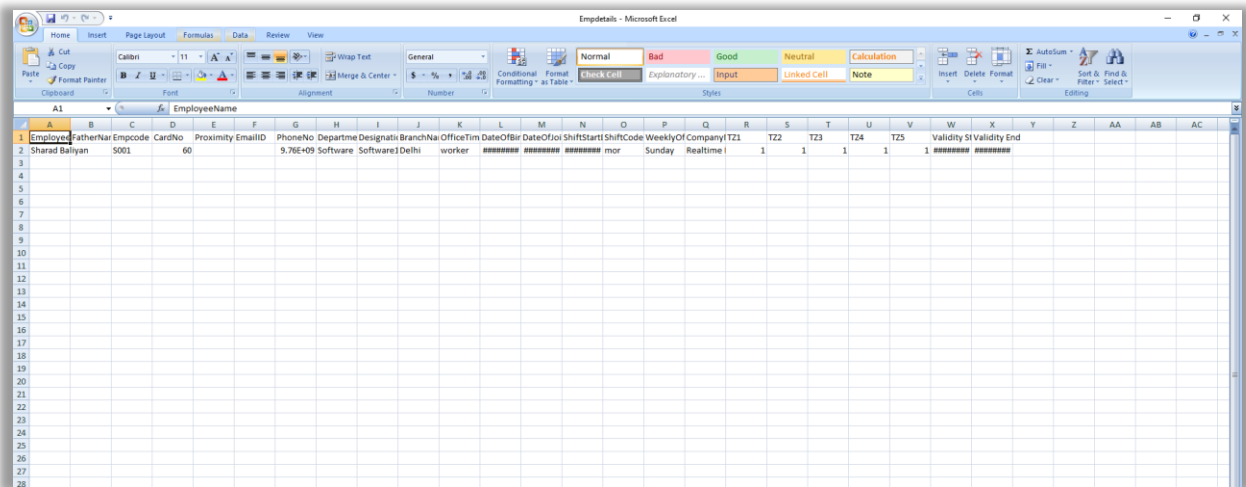 Empdetails - Microsoft Excel
Home Insert Page Layout Formulas Data Review View
Paste Cut Copy Format Painter Clipboard
Calibri 11 A A B I U A Font
Wrap Text Merge & Center Alignment
General $ % , Number
Conditional Formatting Format as Table
Normal Bad Good Neutral Calculation
Check Cell Explanatory ... Input Linked Cell Note
Styles
Insert Delete Format Cells
Σ AutoSum Fill Clear Sort & Filter Find & Select Editing
A1 fx EmployeeName
A B C D E F G H I J K L M N O P Q R S T U V W X Y Z AA AB AC
1 Employee FatherNar Empcode CardNo Proximity EmailID PhoneNo Departme Designatio BranchNa OfficeTim DateOfBir DateOfJoi ShiftStartI ShiftCode WeeklyOf Company TZ1 TZ2 TZ3 TZ4 TZ5 Validity St Validity End
2 Sharad Baliyan S001 60 9.76E+09 Software Software Delhi worker ######## ######## ######## mor Sunday Realtime 1 1 1 1 1 ######## ########
3
4
5
6
7
8
9
10
11
12
13
14
15
16
17
18
19
20
21
22
23
24
25
26
27
28